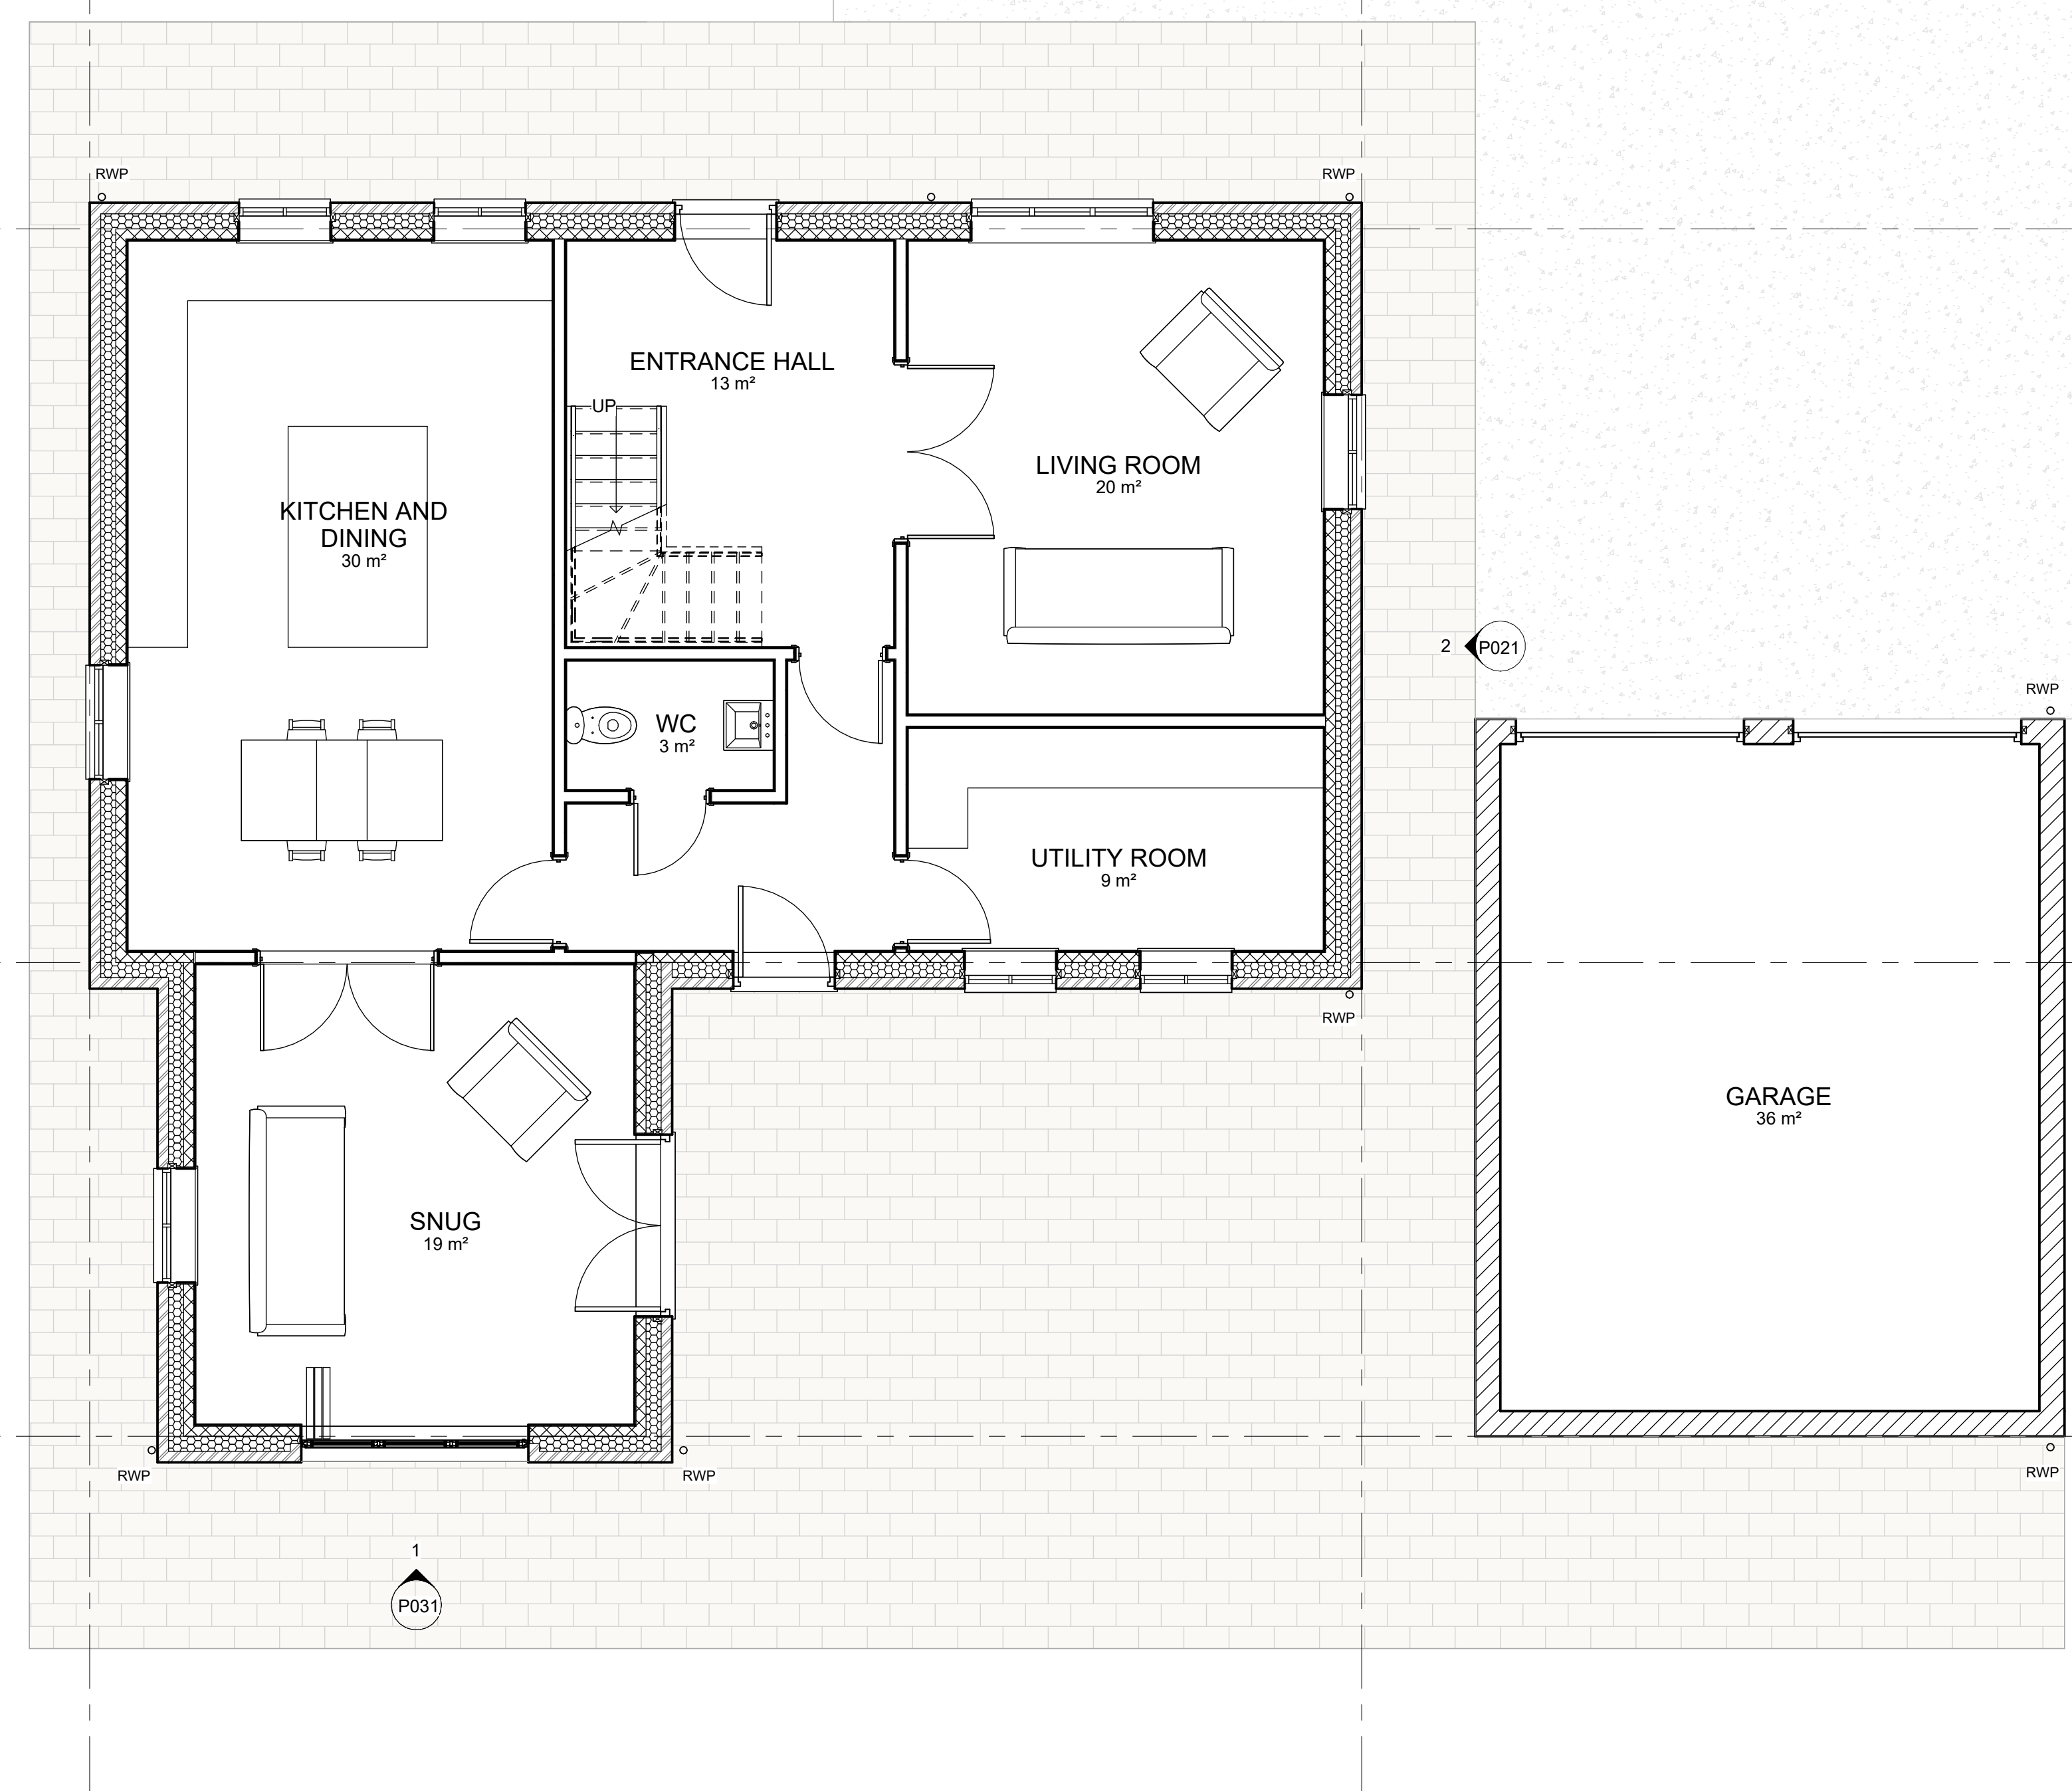 RWP
RWP
ENTRANCE HALL
13 m²
UP
LIVING ROOM
20 m²
KITCHEN AND
DINING
30 m²
2
P021
RWP
WC
3 m²
UTILITY ROOM
9 m²
RWP
GARAGE
36 m²
SNUG
19 m²
RWP
RWP
RWP
1
P031